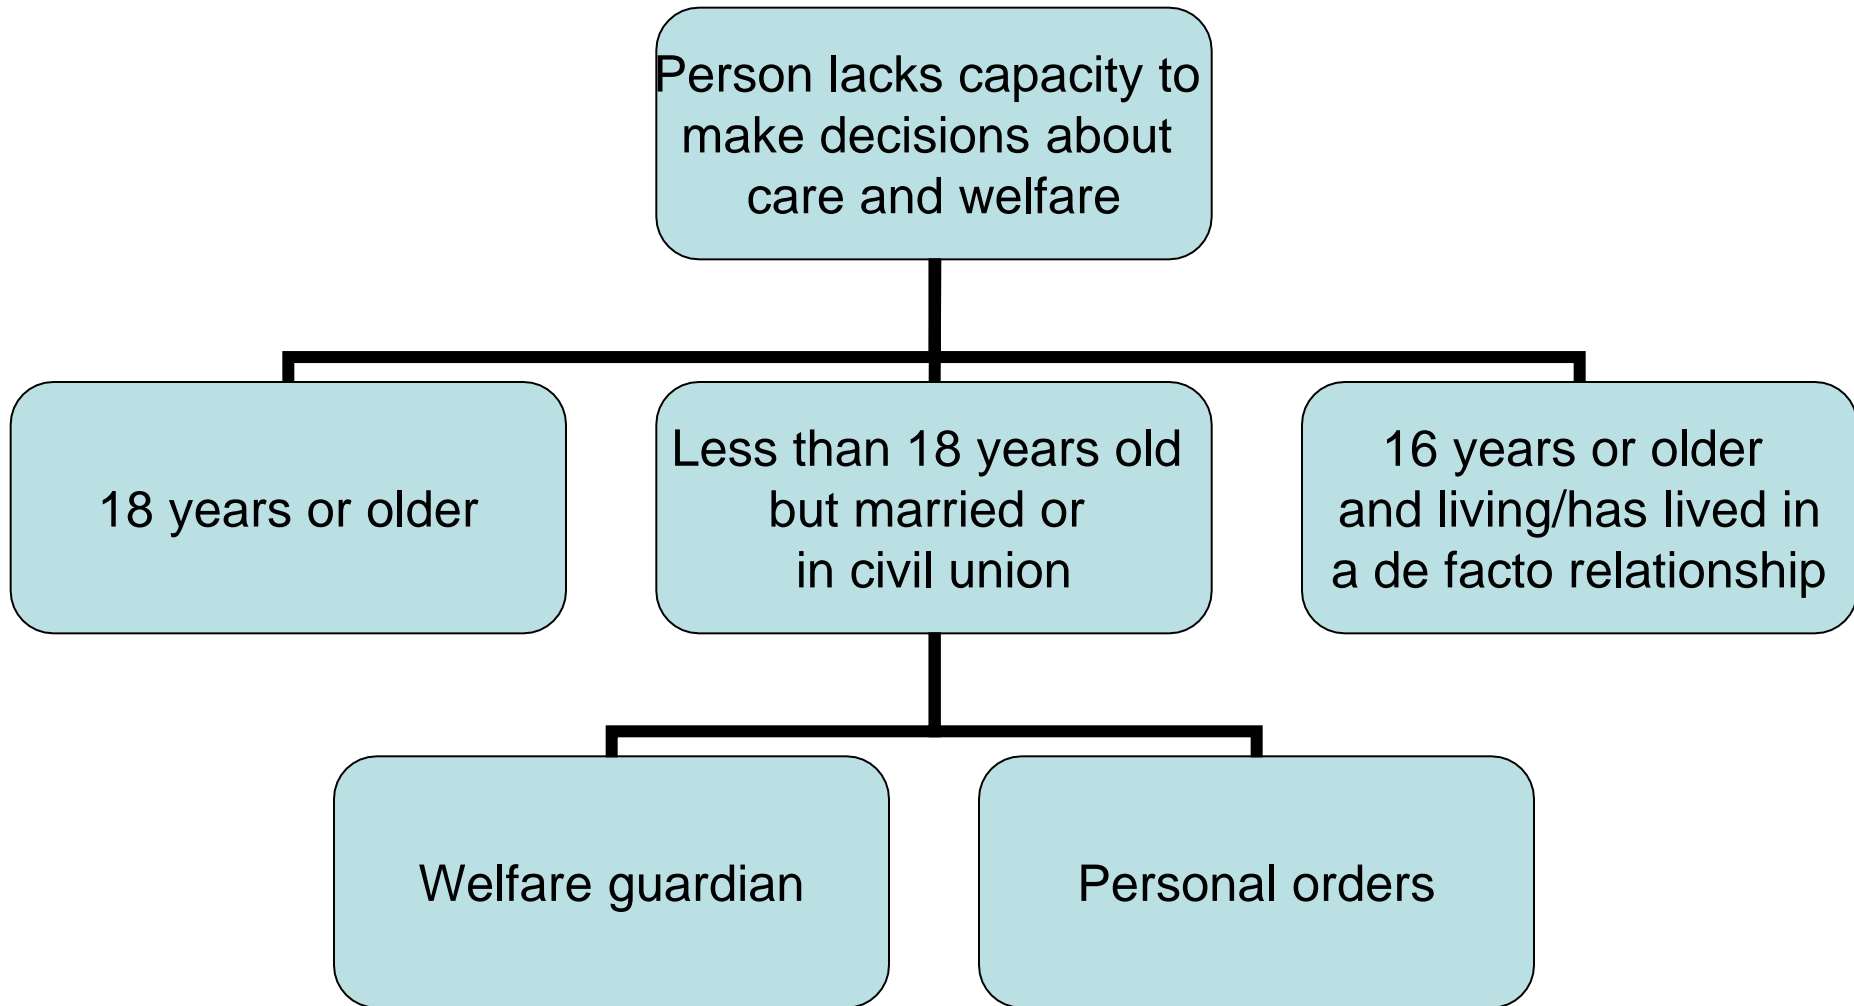 Person lacks capacity to
make decisions about
care and welfare
18 years or older
Less than 18 years old
but married or
in civil union
16 years or older
and living/has lived in
a de facto relationship
Welfare guardian
Personal orders